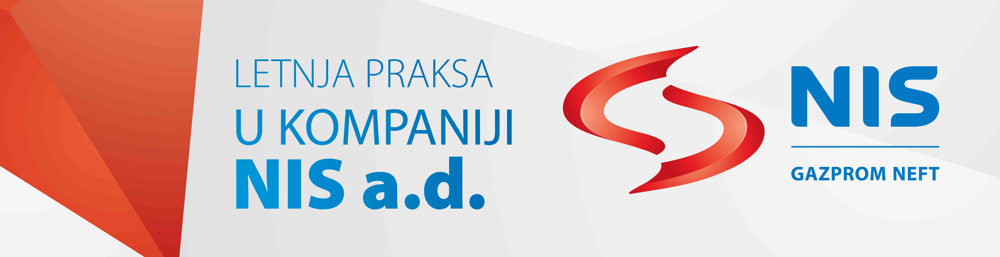 LETNJA PRAKSA
U KOMPANIJI
NIS a.d.
NIS
GAZPROM NEFT